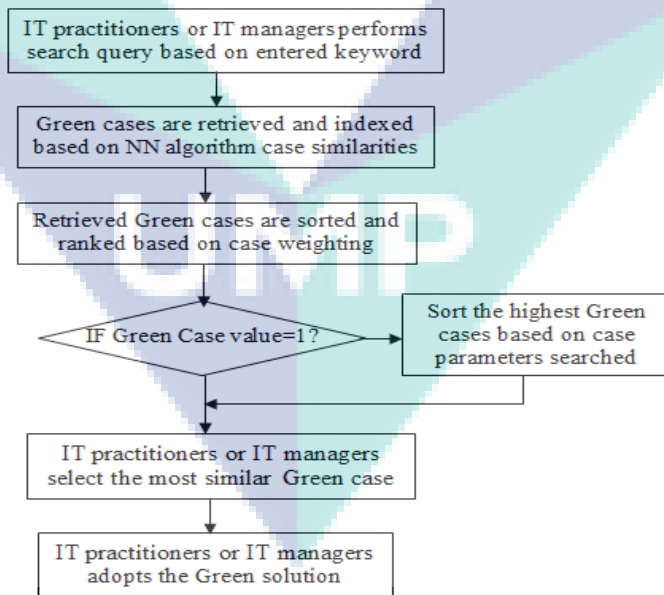 IT practitioners or IT managers performs
search query based on entered keyword
Green cases are retrieved and indexed
based on NN algorithm case similarities
UMP
Retrieved Green cases are sorted and
ranked based on case weighting
IF Green Case value=1?
Sort the highest Green
cases based on case
parameters searched
IT practitioners or IT managers
select the most similar Green case
IT practitioners or IT managers
adopts the Green solution